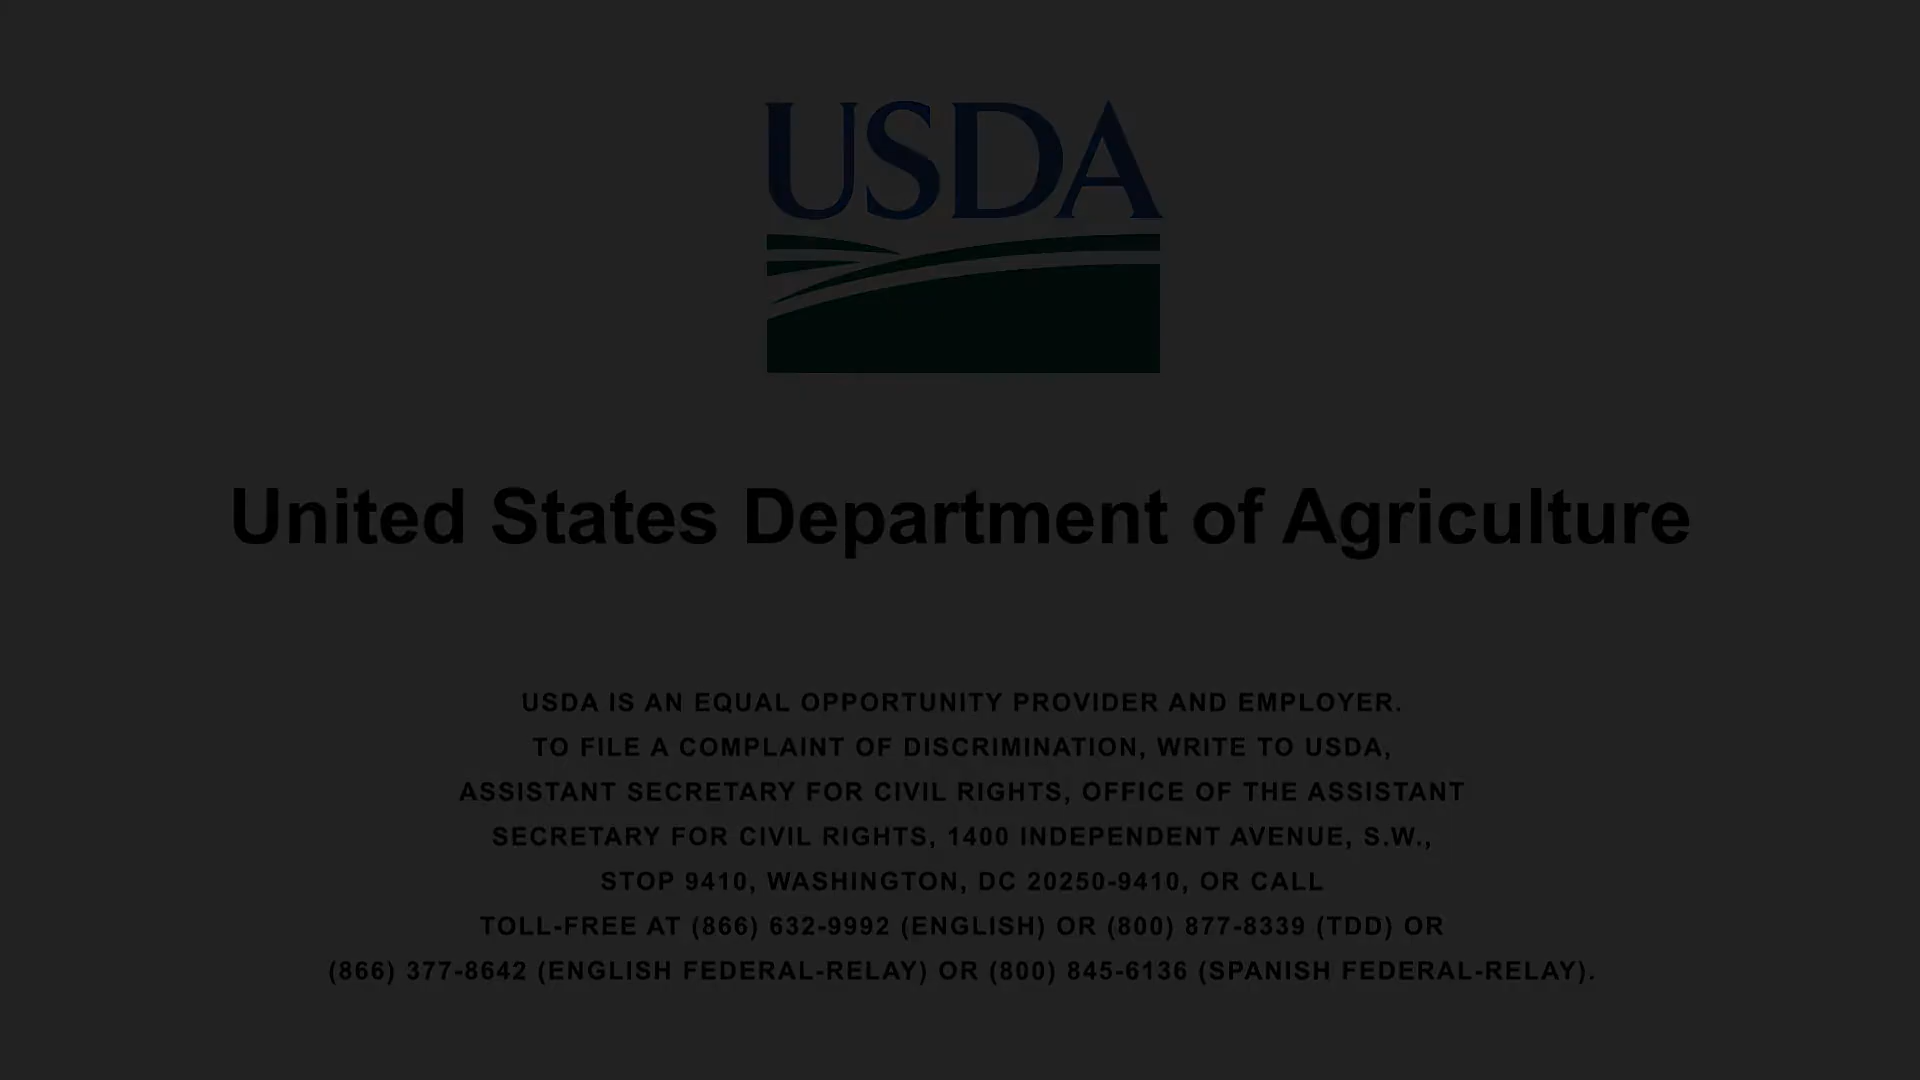 USDA
United States Department of Agriculture
USDA IS AN EQUAL OPPORTUNITY PROVIDER AND EMPLOYER.
TO FILE A COMPLAINT OF DISCRIMINATION, WRITE TO USDA,
ASSISTANT SECRETARY FOR CIVIL RIGHTS, OFFICE OF THE ASSISTANT
SECRETARY FOR CIVIL RIGHTS, 1400 INDEPENDENT AVENUE, S.W.,
STOP 9410, WASHINGTON, DC 20250-9410, OR CALL
TOLL-FREE AT (866) 632-9992 (ENGLISH) OR (800) 877-8339 (TDD) OR
(866) 377-8642 (ENGLISH FEDERAL-RELAY) OR (800) 845-6136 (SPANISH FEDERAL-RELAY).